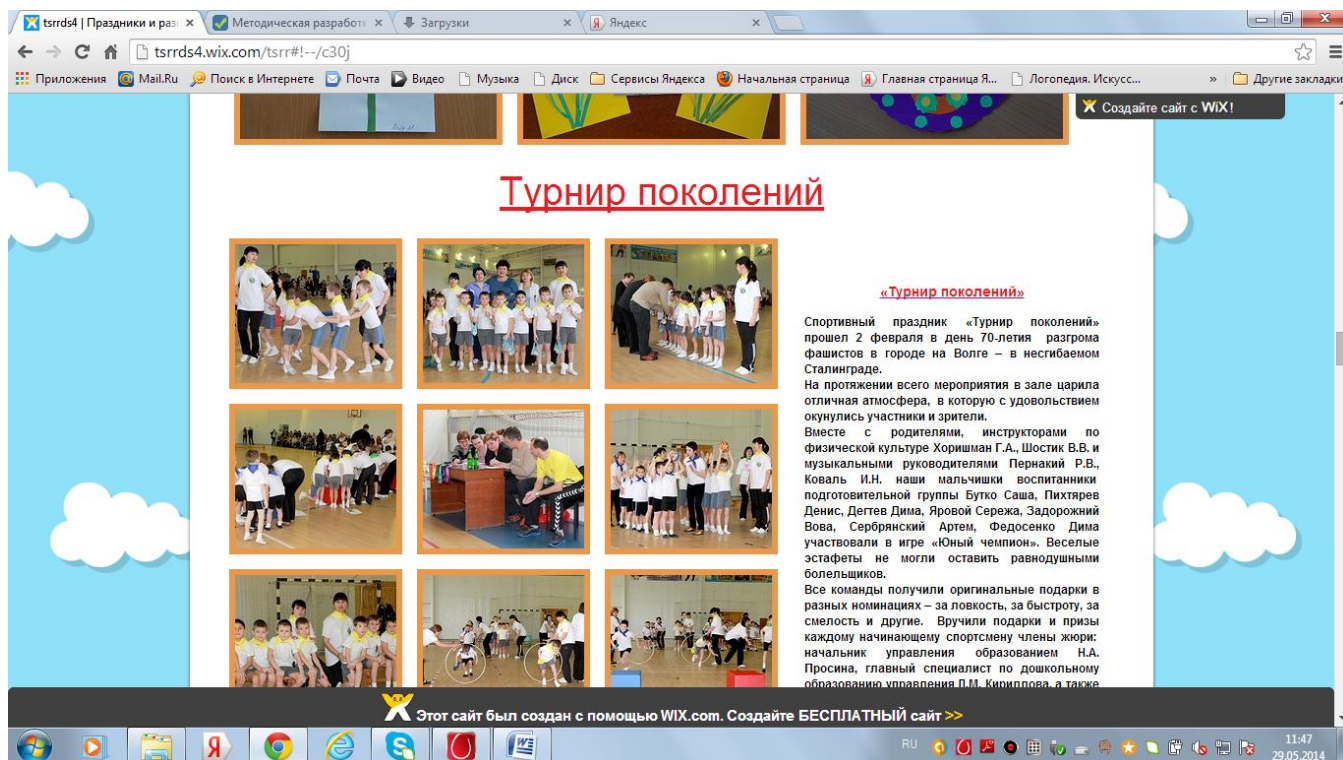 tsrrds4 | Праздники и раз
Методическая разработк
Загрузки
Яндекс
tsrrds4.wix.com/tsrr#!--/c30j
Приложения
Mail.Ru
Поиск в Интернете
Почта
Видео
Музыка
Диск
Сервисы Яндекса
Начальная страница
Главная страница Я...
Логопедия. Искусс...
»
Другие закладки
Создайте сайт с WiX!
Турнир поколений
«Турнир поколений»
Спортивный праздник «Турнир поколений»
прошел 2 февраля в день 70-летия разгрома
фашистов в городе на Волге – в несгибаемом
Сталинграде.
На протяжении всего мероприятия в зале царила
отличная атмосфера, в которую с удовольствием
окунулись участники и зрители.
Вместе с родителями, инструкторами по
физической культуре Хоришман Г.А., Шостик В.В. и
музыкальными руководителями Пернакий Р.В.,
Коваль И.Н. наши мальчишки воспитанники
подготовительной группы Бутко Саша, Пихтярев
Денис, Дегтев Дима, Яровой Сережа, Задорожний
Вова, Сербрянский Артем, Федосенко Дима
участвовали в игре «Юный чемпион». Веселые
эстафеты не могли оставить равнодушными
болельщиков.
Все команды получили оригинальные подарки в
разных номинациях – за ловкость, за быстроту, за
смелость и другие. Вручили подарки и призы
каждому начинающему спортсмену члены жюри:
начальник управления образованием Н.А.
Просина, главный специалист по дошкольному
образованию управления Л.М. Кириллова, а также
Этот сайт был создан с помощью WIX.com. Создайте БЕСПЛАТНЫЙ сайт >>
RU
11:47
29.05.2014